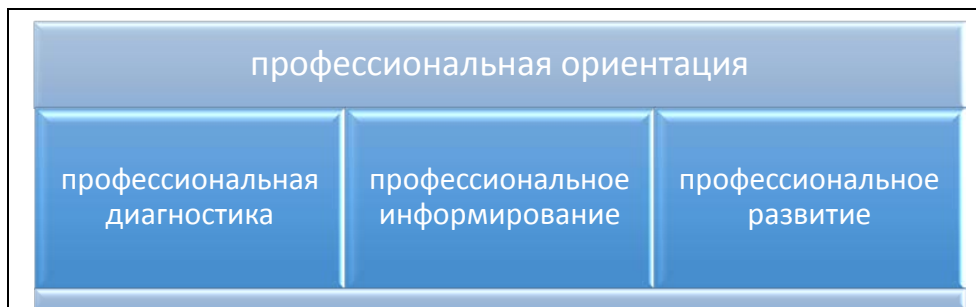 профессиональная ориентация
профессиональная
диагностика
профессиональное
информирование
профессиональное
развитие